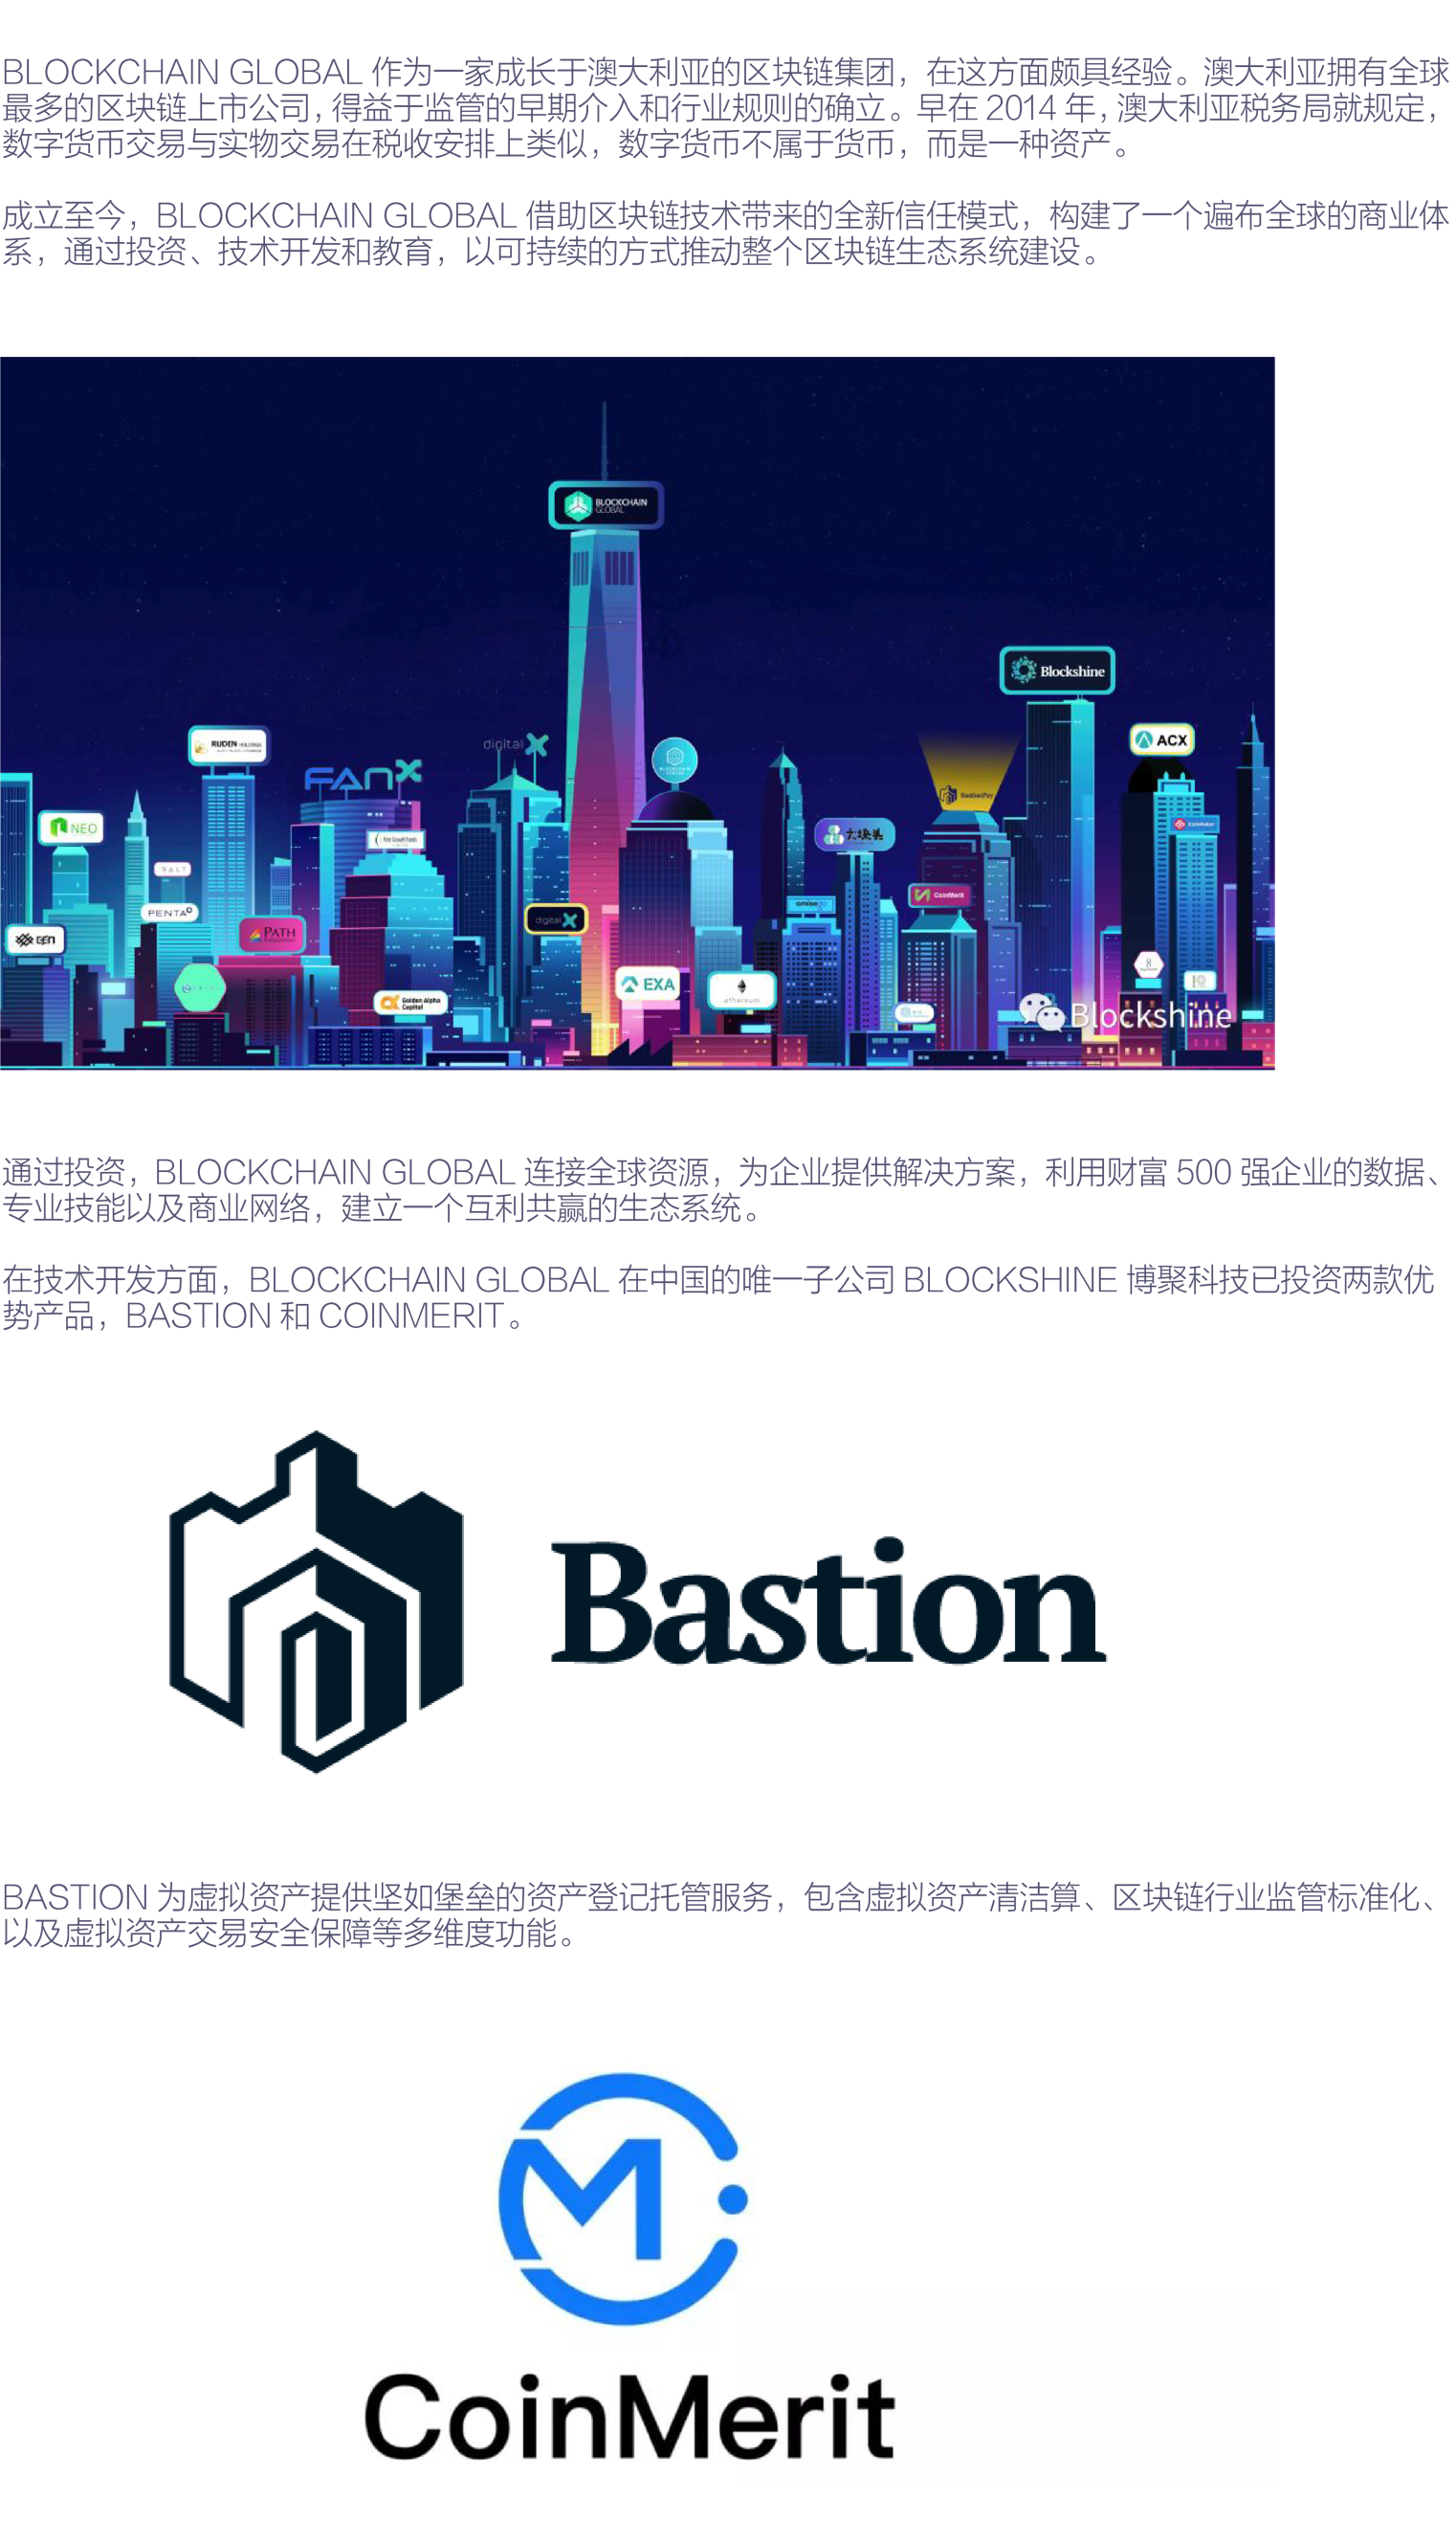 BLOCKCHAIN GLOBAL 作为一家成长于澳大利亚的区块链集团，在这方面颇具经验。澳大利亚拥有全球
最多的区块链上市公司，得益于监管的早期介入和行业规则的确立。早在 2014 年，澳大利亚税务局就规定，
数字货币交易与实物交易在税收安排上类似，数字货币不属于货币，而是一种资产。
成立至今，BLOCKCHAIN GLOBAL 借助区块链技术带来的全新信任模式，构建了一个遍布全球的商业体
系，通过投资、技术开发和教育，以可持续的方式推动整个区块链生态系统建设。
BLOCKCHAIN
GLOBAL
Blockshine
RUDEN HOLDINGS
digital X
ACX
FANX
BLOCKCHAIN
CENTRE
BastionPay
NEO
First Growth Funds
大块头
SALT
CoinMerit
PENTA
omise
GEN
PATH
digital X
EXA
ethereum
Golden Alpha
Capital
Blockshine
通过投资，BLOCKCHAIN GLOBAL 连接全球资源，为企业提供解决方案，利用财富 500 强企业的数据、
专业技能以及商业网络，建立一个互利共赢的生态系统。
在技术开发方面，BLOCKCHAIN GLOBAL 在中国的唯一子公司 BLOCKSHINE 博聚科技已投资两款优
势产品，BASTION 和 COINMERIT。
Bastion
BASTION 为虚拟资产提供坚如堡垒的资产登记托管服务，包含虚拟资产清洁算、区块链行业监管标准化、
以及虚拟资产交易安全保障等多维度功能。
CoinMerit